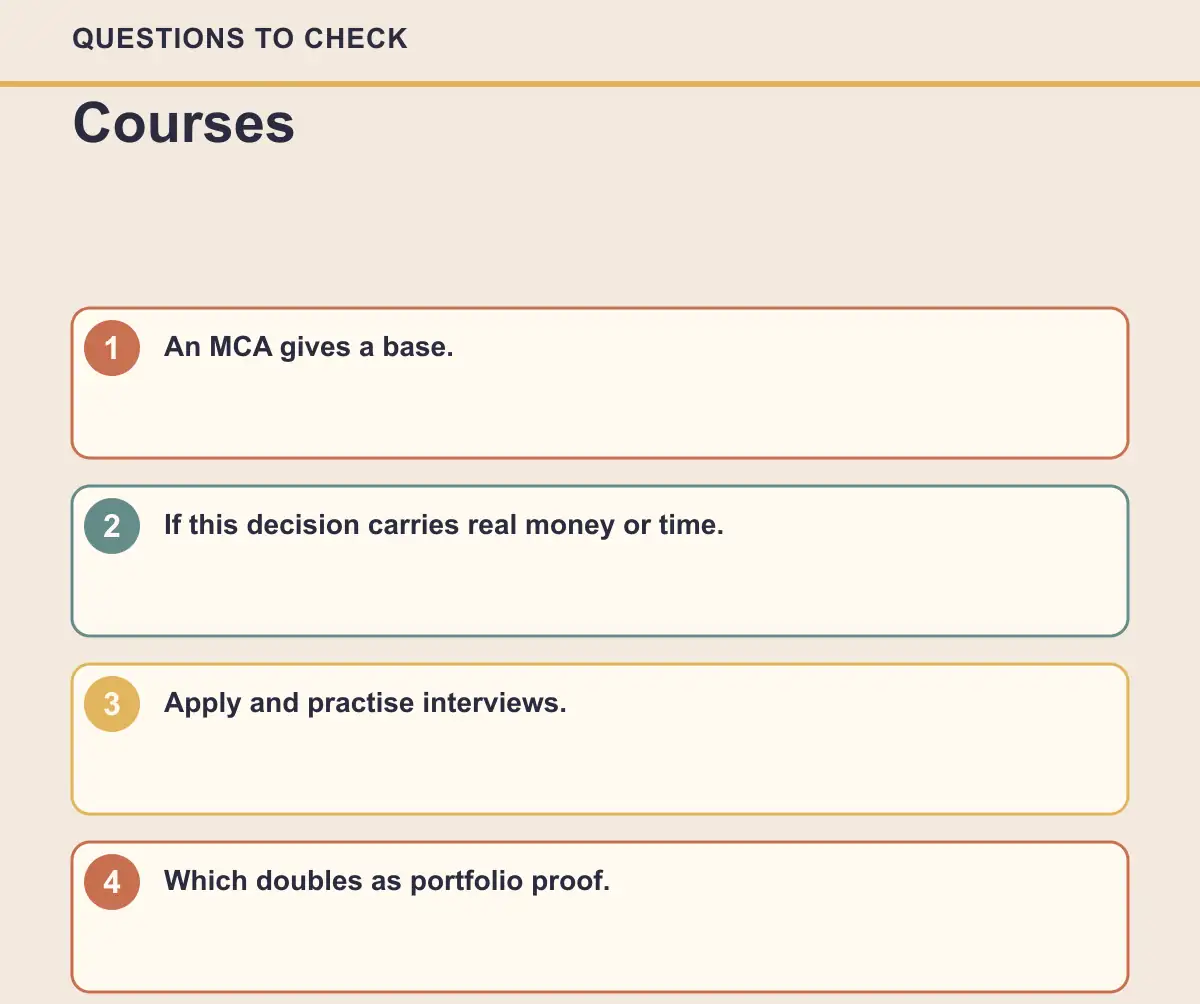 QUESTIONS TO CHECK
Courses
1 An MCA gives a base.
2 If this decision carries real money or time.
3 Apply and practise interviews.
4 Which doubles as portfolio proof.